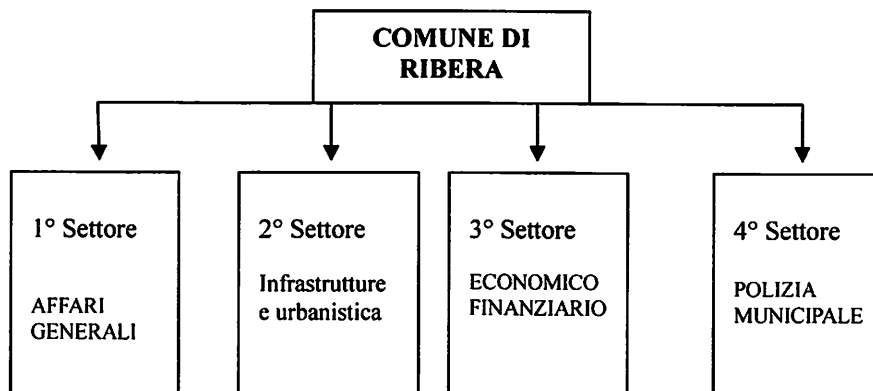 COMUNE DI
RIBERA
1° Settore
AFFARI
GENERALI
2° Settore
Infrastrutture
e urbanistica
3° Settore
ECONOMICO
FINANZIARIO
4° Settore
POLIZIA
MUNICIPALE